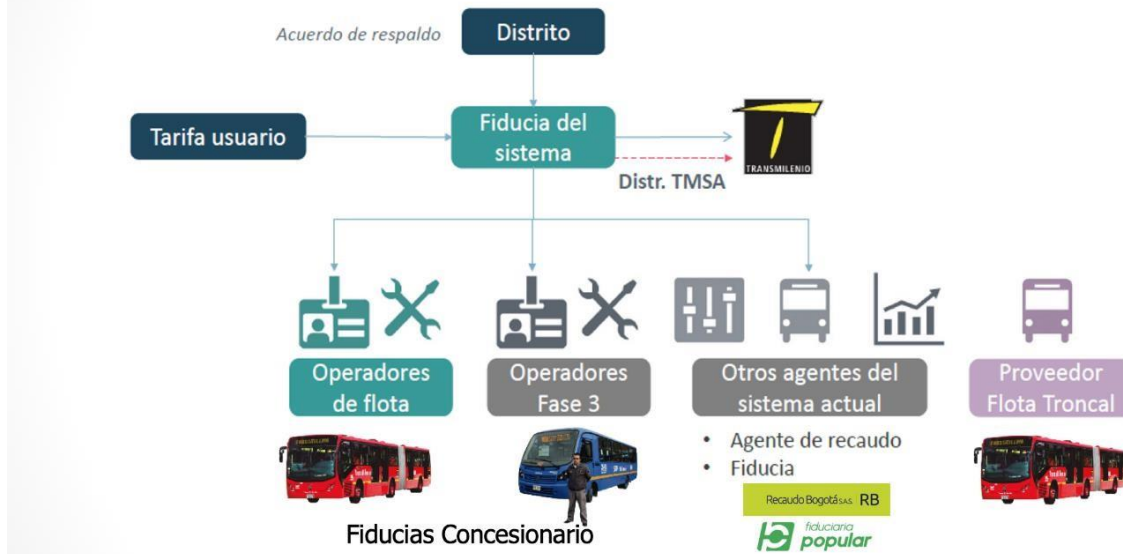 Acuerdo de respaldo
Distrito
Tarifa usuario
Fiducia del
sistema
Distr. TMSA
TRANSMILENIO
Operadores
de flota
Operadores
Fase 3
Otros agentes del
sistema actual
Proveedor
Flota Troncal
• Agente de recaudo
• Fiducia
Recaudo Bogotá S.A.S. RB
fiduciaria
popular
Fiducias Concesionario